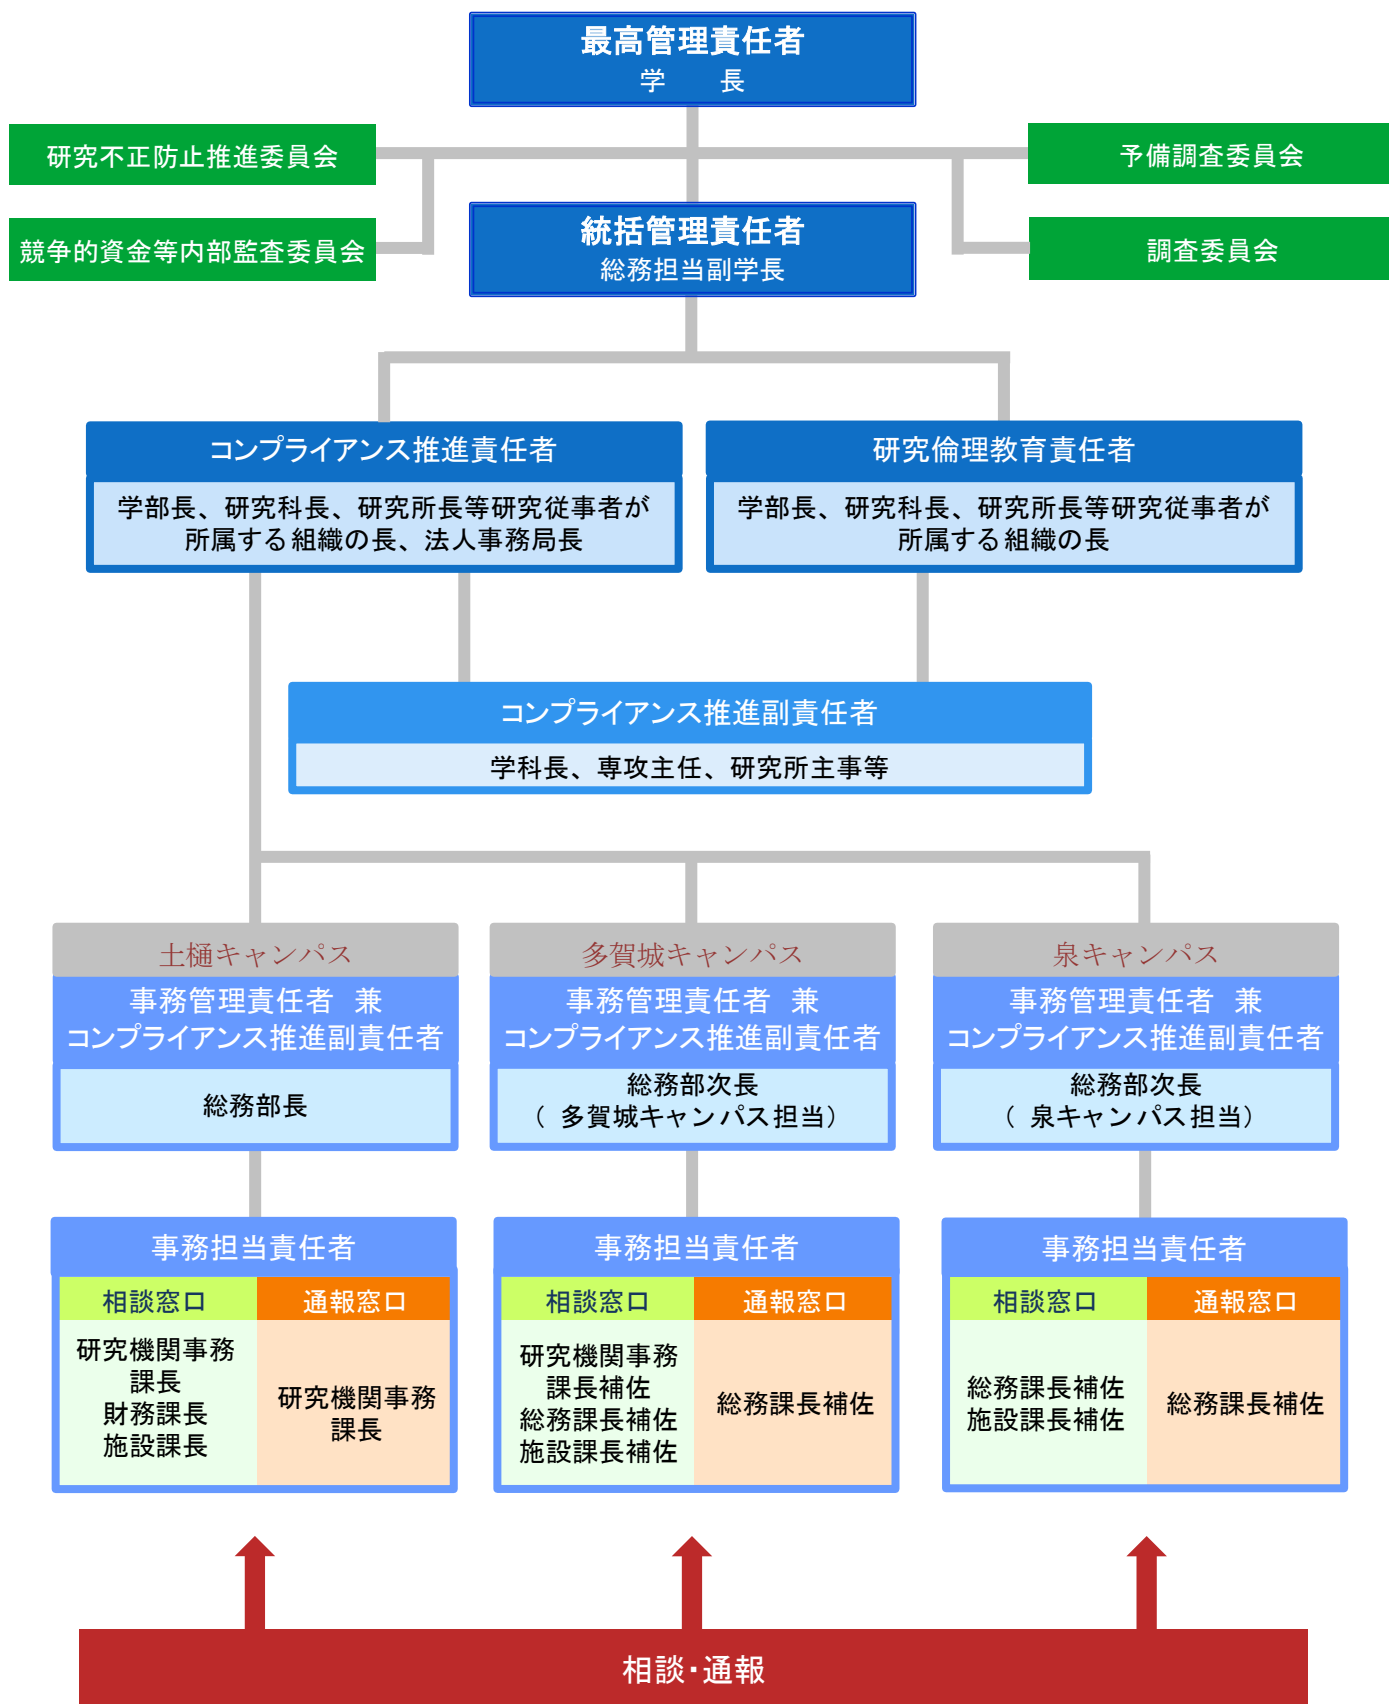 最高管理責任者
学　　長
研究不正防止推進委員会
予備調査委員会
競争的資金等内部監査委員会
調査委員会
統括管理責任者
総務担当副学長
コンプライアンス推進責任者
学部長、研究科長、研究所長等研究従事者が
所属する組織の長、法人事務局長
研究倫理教育責任者
学部長、研究科長、研究所長等研究従事者が
所属する組織の長
コンプライアンス推進副責任者
学科長、専攻主任、研究所主事等
土樋キャンパス
事務管理責任者　兼
コンプライアンス推進副責任者
総務部長
多賀城キャンパス
事務管理責任者　兼
コンプライアンス推進副責任者
総務部次長
（ 多賀城キャンパス担当）
泉キャンパス
事務管理責任者　兼
コンプライアンス推進副責任者
総務部次長
（ 泉キャンパス担当）
事務担当責任者
相談窓口
研究機関事務
課長
財務課長
施設課長
通報窓口
研究機関事務
課長
事務担当責任者
相談窓口
研究機関事務
課長補佐
総務課長補佐
施設課長補佐
通報窓口
総務課長補佐
事務担当責任者
相談窓口
総務課長補佐
施設課長補佐
通報窓口
総務課長補佐
相談・通報